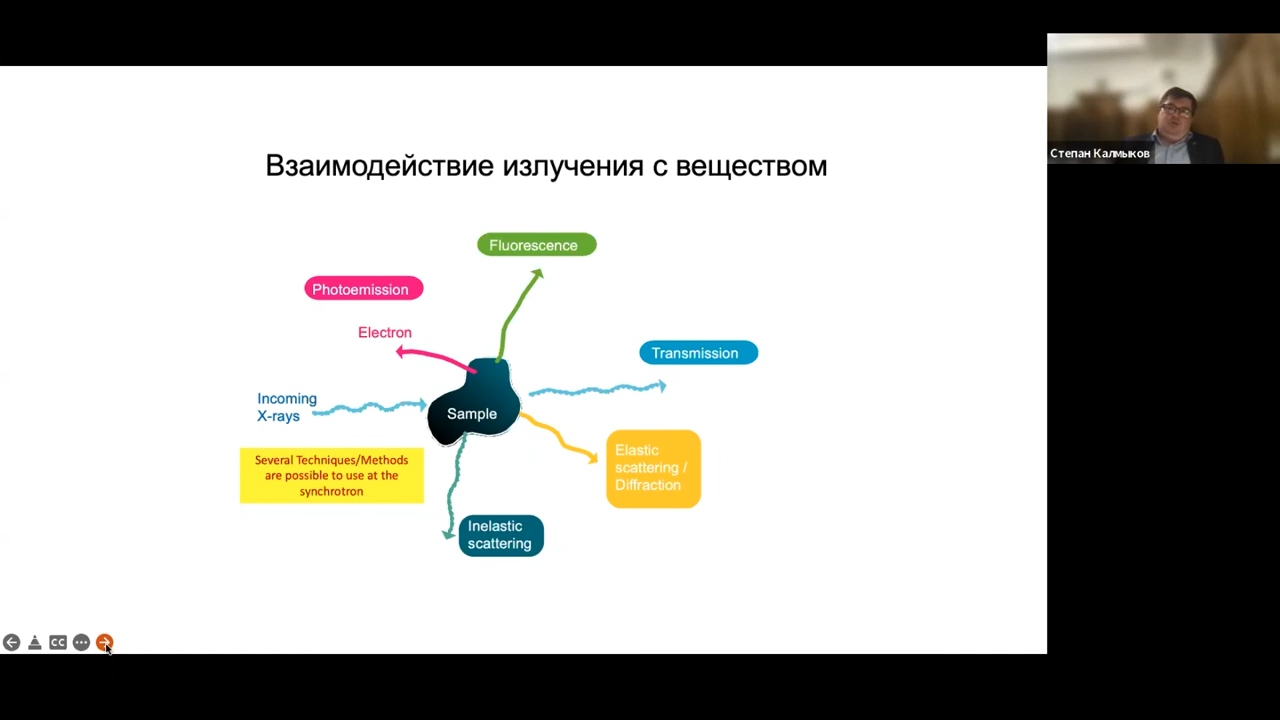 Степан Калмыков
Взаимодействие излучения с веществом
Fluorescence
Photoemission
Electron
Transmission
Incoming
X-rays
Sample
Several Techniques/Methods
are possible to use at the
synchrotron
Elastic
scattering /
Diffraction
Inelastic
scattering
CC